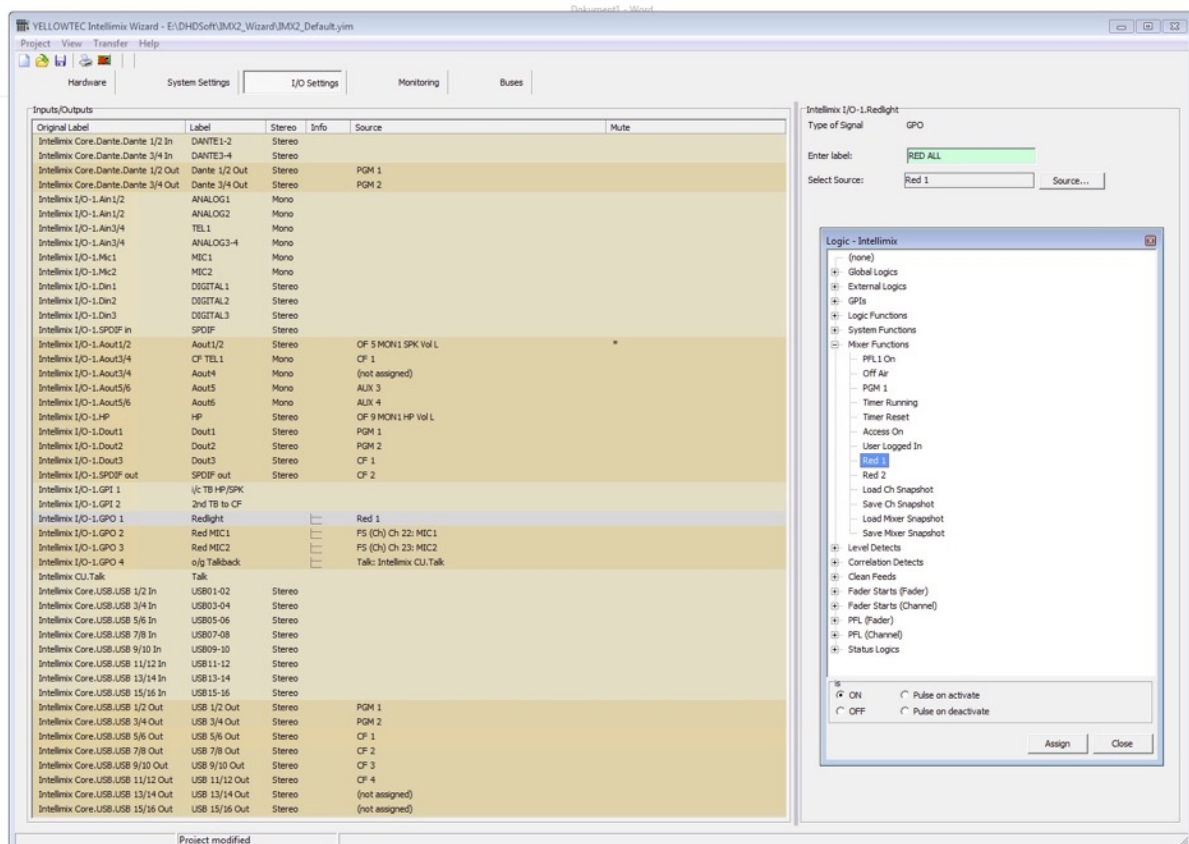 Dokument1 - Word
YELLOWTEC Intellimix Wizard - E:\DHDSoft\IMX2_Wizard\IMX2_Default.yim
Project View Transfer Help
Hardware System Settings I/O Settings Monitoring Buses
Inputs/Outputs
Original Label Label Stereo Info Source Mute
Intellimix Core.Dante.Dante 1/2 In DANTE1-2 Stereo
Intellimix Core.Dante.Dante 3/4 In DANTE3-4 Stereo
Intellimix Core.Dante.Dante 1/2 Out Dante 1/2 Out Stereo PGM 1
Intellimix Core.Dante.Dante 3/4 Out Dante 3/4 Out Stereo PGM 2
Intellimix I/O-1.Ain1/2 ANALOG1 Mono
Intellimix I/O-1.Ain1/2 ANALOG2 Mono
Intellimix I/O-1.Ain3/4 TEL1 Mono
Intellimix I/O-1.Ain3/4 ANALOG3-4 Mono
Intellimix I/O-1.Mic1 MIC1 Mono
Intellimix I/O-1.Mic2 MIC2 Mono
Intellimix I/O-1.Din1 DIGITAL1 Stereo
Intellimix I/O-1.Din2 DIGITAL2 Stereo
Intellimix I/O-1.Din3 DIGITAL3 Stereo
Intellimix I/O-1.SPDIF in SPDIF Stereo
Intellimix I/O-1.Aout1/2 Aout1/2 Stereo OF 5 MON1 SPK Vol L *
Intellimix I/O-1.Aout3/4 CF TEL1 Mono CF 1
Intellimix I/O-1.Aout3/4 Aout4 Mono (not assigned)
Intellimix I/O-1.Aout5/6 Aout5 Mono AUX 3
Intellimix I/O-1.Aout5/6 Aout6 Mono AUX 4
Intellimix I/O-1.HP HP Stereo OF 9 MON1 HP Vol L
Intellimix I/O-1.Dout1 Dout1 Stereo PGM 1
Intellimix I/O-1.Dout2 Dout2 Stereo PGM 2
Intellimix I/O-1.Dout3 Dout3 Stereo CF 1
Intellimix I/O-1.SPDIF out SPDIF out Stereo CF 2
Intellimix I/O-1.GPI 1 i/c TB HP/SPK
Intellimix I/O-1.GPI 2 2nd TB to CF
Intellimix I/O-1.GPO 1 Redlight Red 1
Intellimix I/O-1.GPO 2 Red MIC1 FS (Ch) Ch 22: MIC1
Intellimix I/O-1.GPO 3 Red MIC2 FS (Ch) Ch 23: MIC2
Intellimix I/O-1.GPO 4 o/g Talkback Talk: Intellimix CU.Talk
Intellimix CU.Talk Talk
Intellimix Core.USB.USB 1/2 In USB01-02 Stereo
Intellimix Core.USB.USB 3/4 In USB03-04 Stereo
Intellimix Core.USB.USB 5/6 In USB05-06 Stereo
Intellimix Core.USB.USB 7/8 In USB07-08 Stereo
Intellimix Core.USB.USB 9/10 In USB09-10 Stereo
Intellimix Core.USB.USB 11/12 In USB11-12 Stereo
Intellimix Core.USB.USB 13/14 In USB13-14 Stereo
Intellimix Core.USB.USB 15/16 In USB15-16 Stereo
Intellimix Core.USB.USB 1/2 Out USB 1/2 Out Stereo PGM 1
Intellimix Core.USB.USB 3/4 Out USB 3/4 Out Stereo PGM 2
Intellimix Core.USB.USB 5/6 Out USB 5/6 Out Stereo CF 1
Intellimix Core.USB.USB 7/8 Out USB 7/8 Out Stereo CF 2
Intellimix Core.USB.USB 9/10 Out USB 9/10 Out Stereo CF 3
Intellimix Core.USB.USB 11/12 Out USB 11/12 Out Stereo CF 4
Intellimix Core.USB.USB 13/14 Out USB 13/14 Out Stereo (not assigned)
Intellimix Core.USB.USB 15/16 Out USB 15/16 Out Stereo (not assigned)
Intellimix I/O-1.Redlight
Type of Signal GPO
Enter label: RED ALL
Select Source: Red 1 Source...
Logic - Intellimix
(none)
Global Logics
External Logics
GPIs
Logic Functions
System Functions
Mixer Functions
PFL1 On
Off Air
PGM 1
Timer Running
Timer Reset
Access On
User Logged In
Red 1
Red 2
Load Ch Snapshot
Save Ch Snapshot
Load Mixer Snapshot
Save Mixer Snapshot
Level Detects
Correlation Detects
Clean Feeds
Fader Starts (Fader)
Fader Starts (Channel)
PFL (Fader)
PFL (Channel)
Status Logics
is
ON Pulse on activate
OFF Pulse on deactivate
Assign Close
Project modified